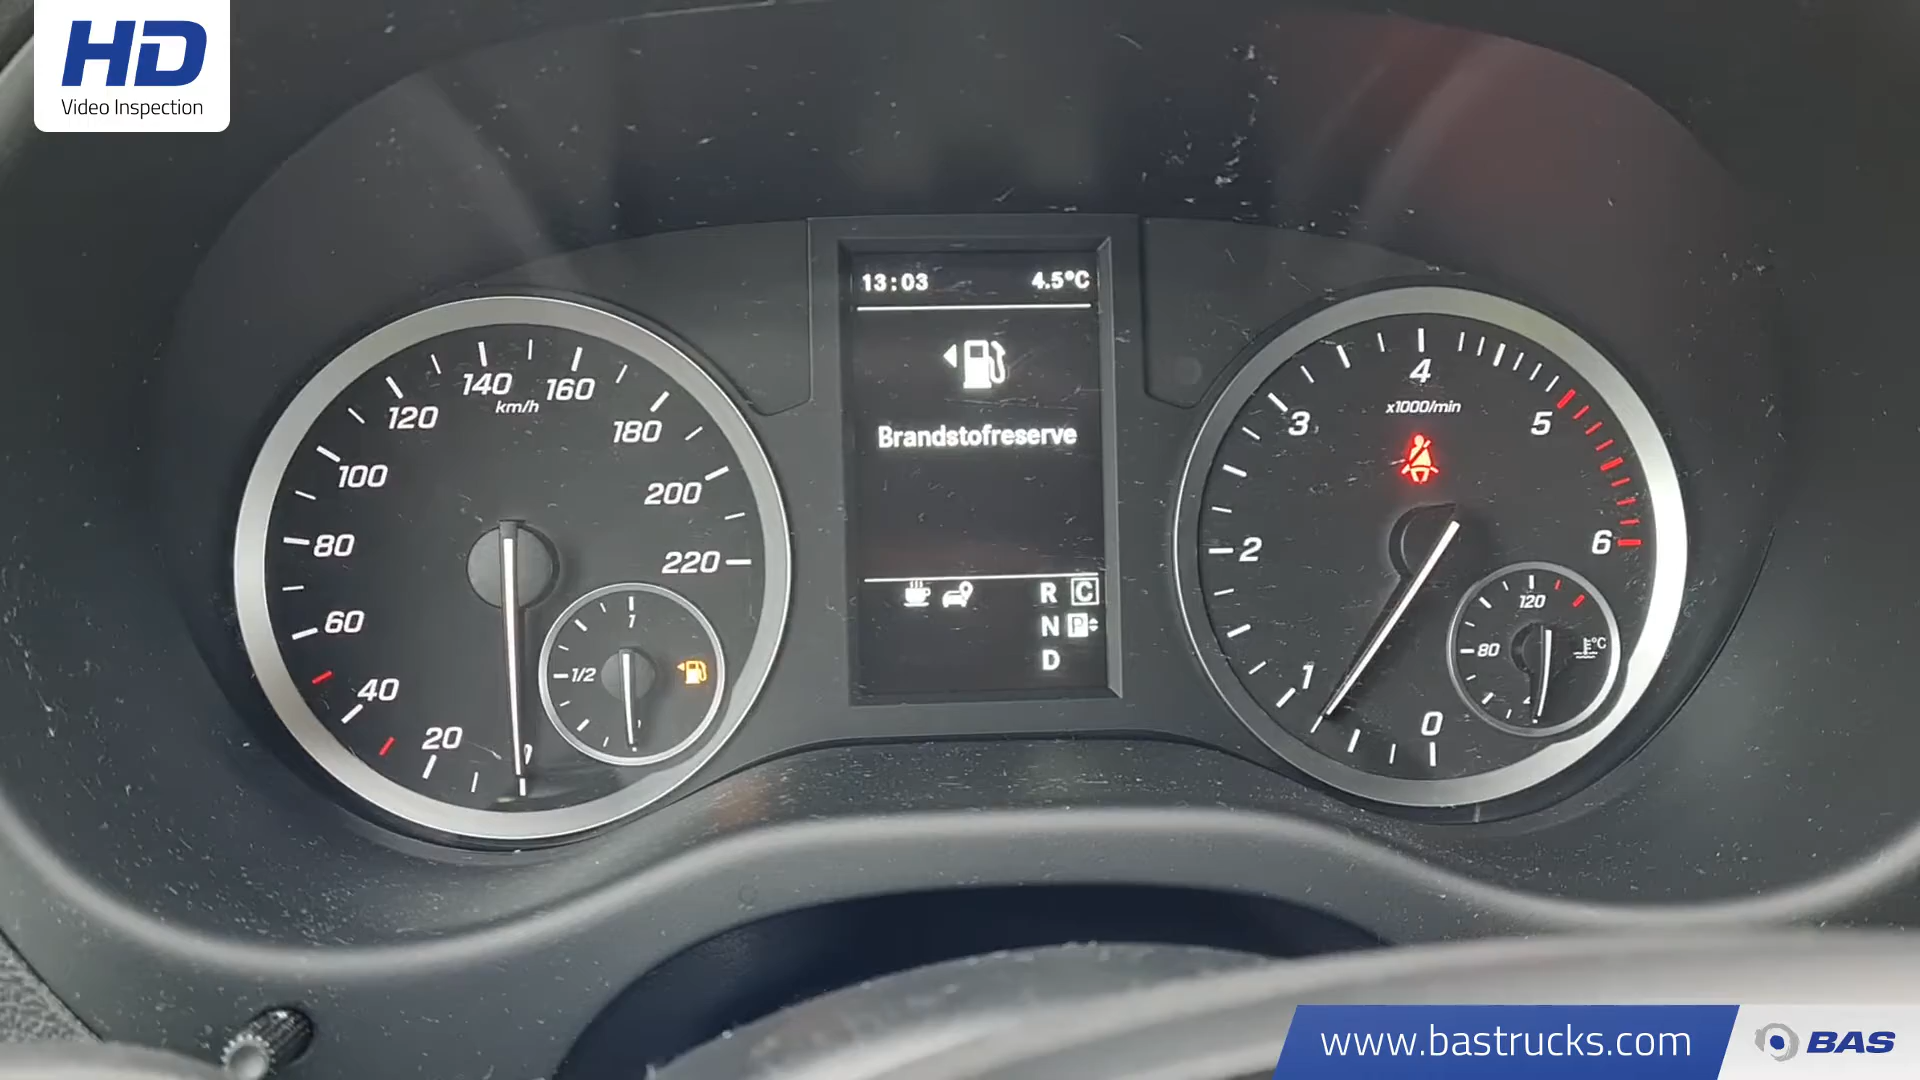 HD
Video Inspection
13:03 4.5°C
Brandstofreserve
R C
N P
D
km/h
20
40
60
80
100
120
140
160
180
200
220
1/2
1
x1000/min
0
1
2
3
4
5
6
80
120
°C
www.bastrucks.com
BAS